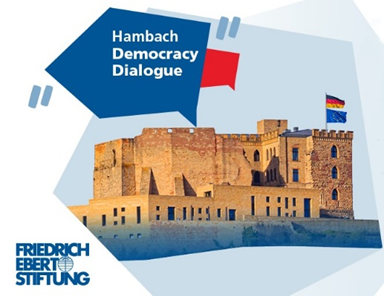 Hambach
Democracy
Dialogue
FRIEDRICH
EBERT
STIFTUNG